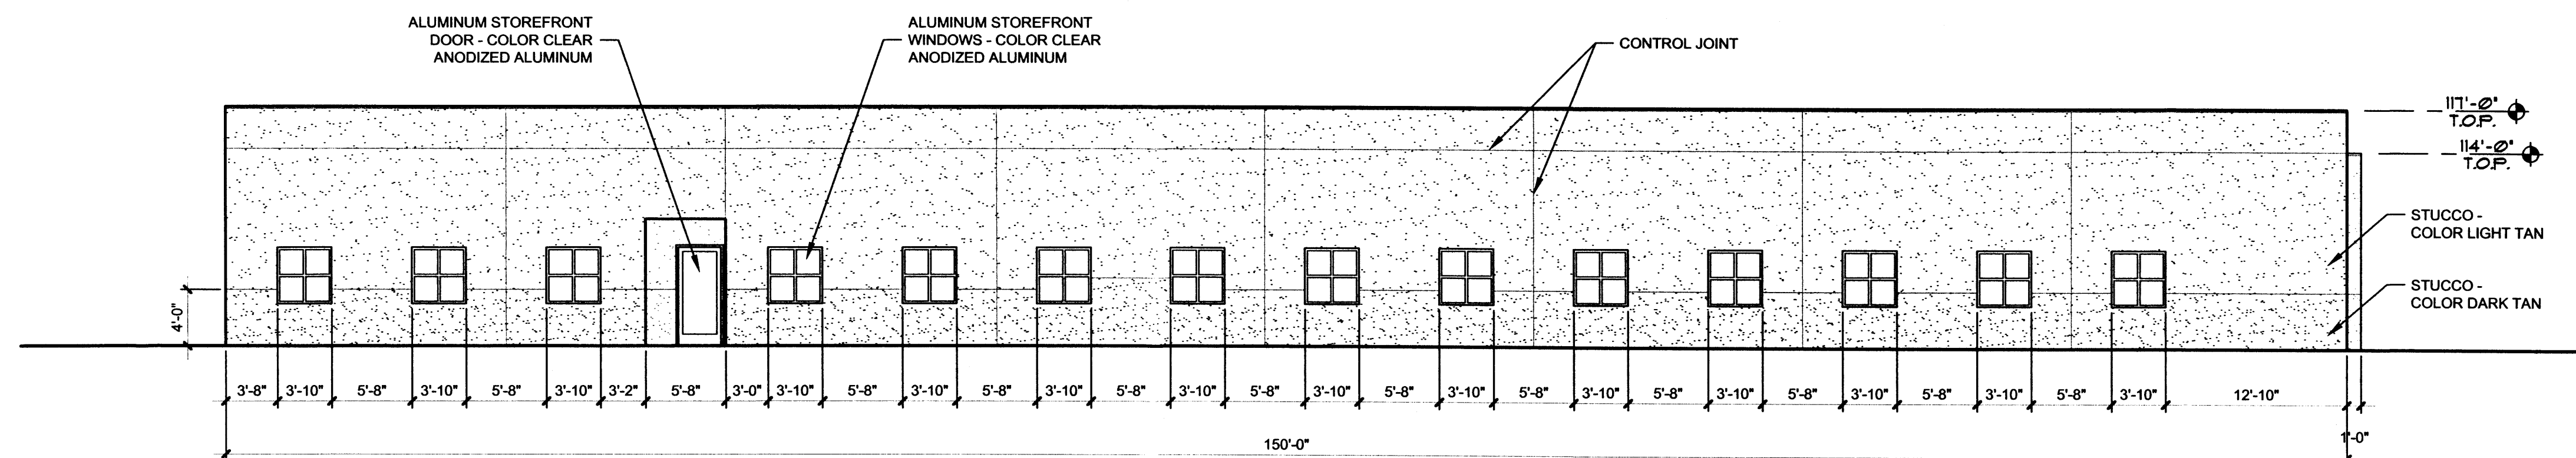 ALUMINUM STOREFRONT
DOOR - COLOR CLEAR
ANODIZED ALUMINUM
ALUMINUM STOREFRONT
WINDOWS - COLOR CLEAR
ANODIZED ALUMINUM
CONTROL JOINT
117'-0"
T.O.P.
114'-0"
T.O.P.
STUCCO -
COLOR LIGHT TAN
STUCCO -
COLOR DARK TAN
4'-0"
3'-8" 3'-10" 5'-8" 3'-10" 5'-8" 3'-10" 3'-2" 5'-8" 3'-0" 3'-10" 5'-8" 3'-10" 5'-8" 3'-10" 5'-8" 3'-10" 5'-8" 3'-10" 5'-8" 3'-10" 5'-8" 3'-10" 5'-8" 3'-10" 5'-8" 3'-10" 5'-8" 3'-10" 5'-8" 3'-10" 12'-10"
150'-0"
1'-0"